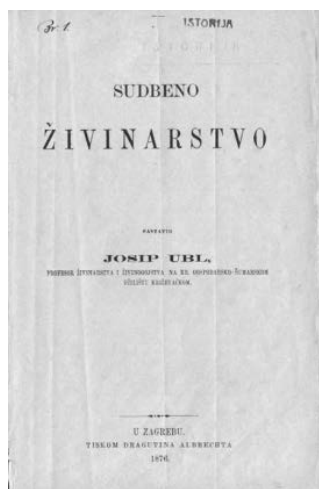 Br 1.
ISTORIJA
SUDBENO
ŽIVINARSTVO
NAPISAO
JOSIP UBL,
PROFESOR ŽIVINARSTVA I ŽIVINOGOJSTVA NA KR. GOSPODARSKO-ŠUMARSKOM
UČILIŠTU KRIŽEVAČKOM.
U ZAGREBU.
TISKOM DRAGUTINA ALBRECHTA
1876.